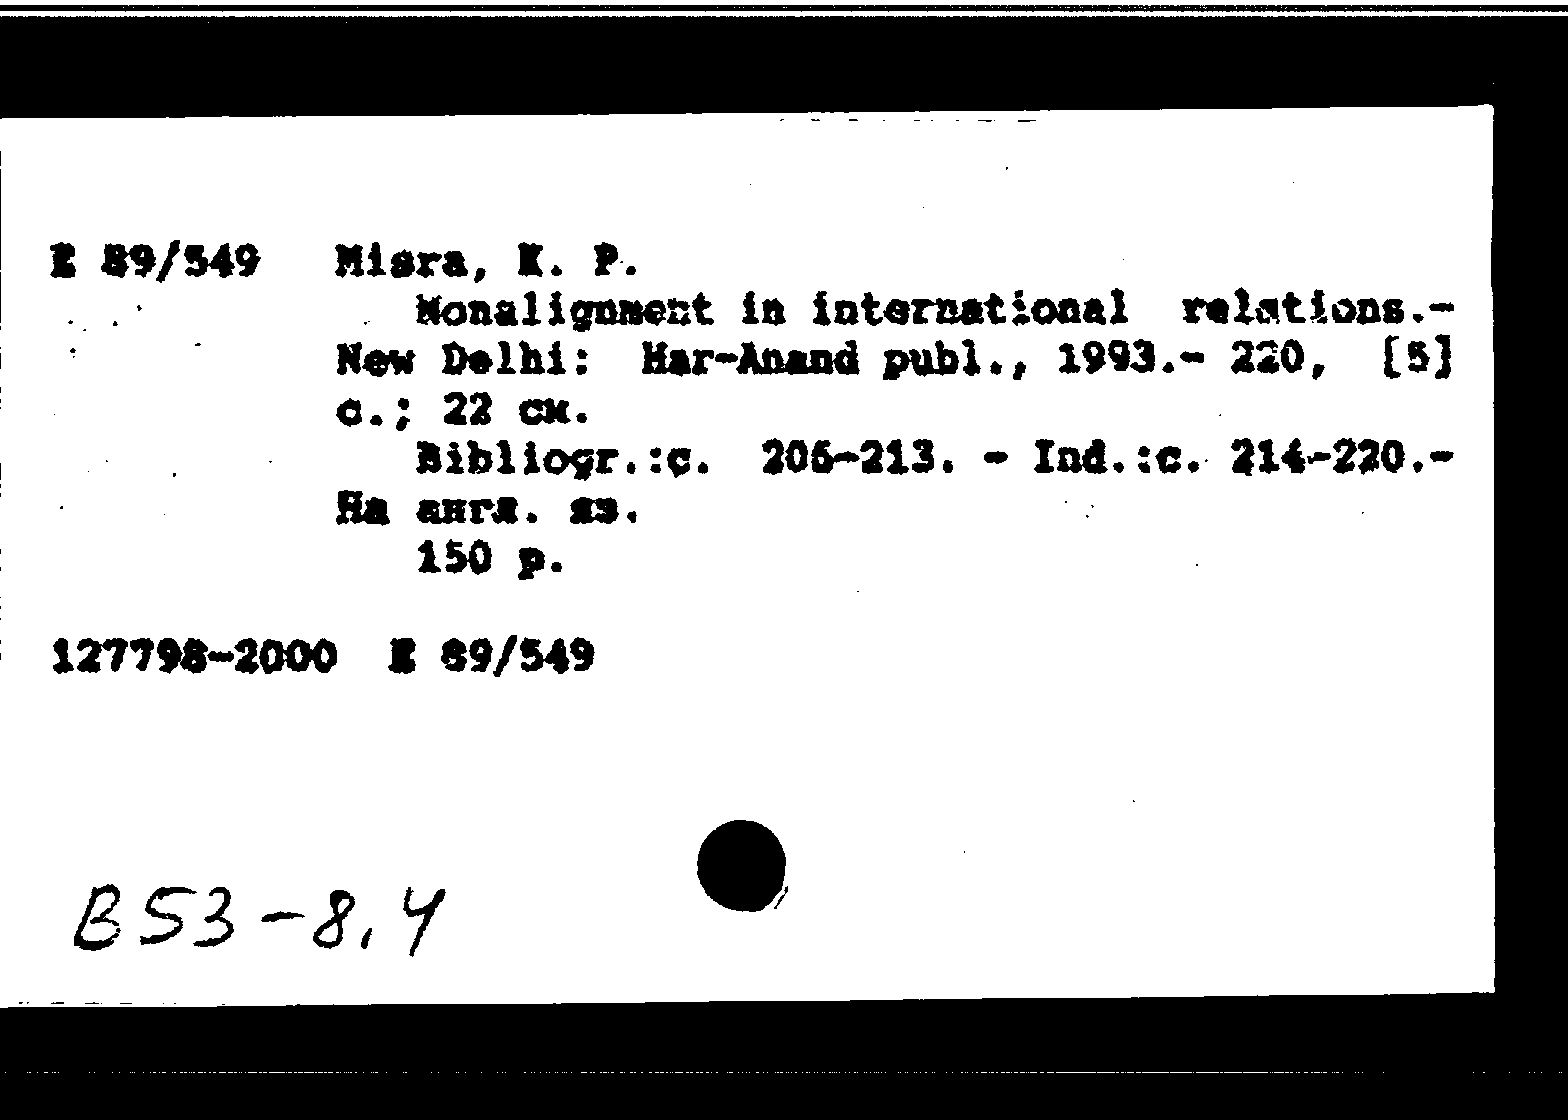 E 89/549 Misra, K. P.
Nonalignment in international relations.-
New Delhi: Har-Anand publ., 1993.- 220, [5]
с.; 22 см.
Bibliogr.:с. 206-213. - Ind.:с. 214-220.-
На англ. яз.
150 р.
127798-2000 E 89/549
В53-8,4